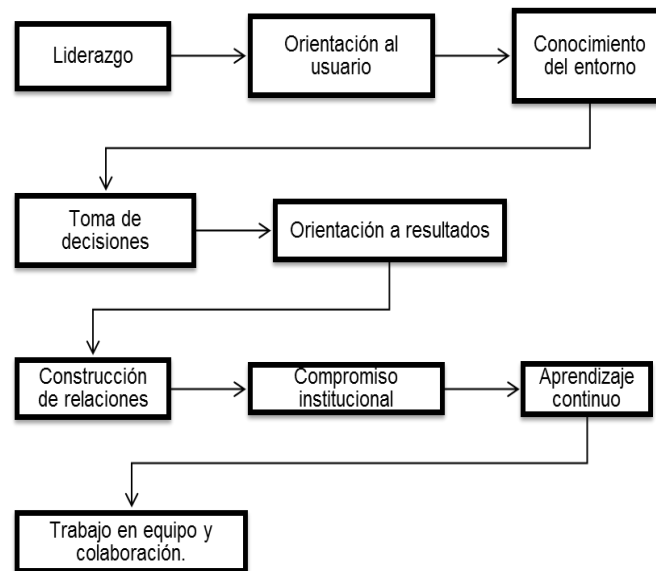 Liderazgo
Orientación al
usuario
Conocimiento
del entorno
Toma de
decisiones
Orientación a resultados
Construcción
de relaciones
Compromiso
institucional
Aprendizaje
continuo
Trabajo en equipo y
colaboración.